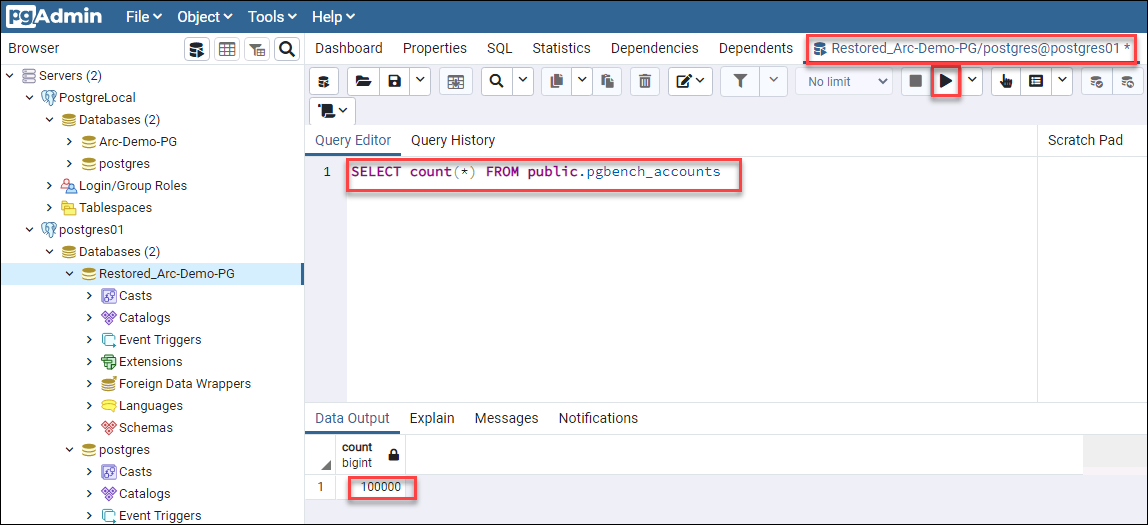 pgAdmin File Object Tools Help
Browser
Dashboard Properties SQL Statistics Dependencies Dependents Restored_Arc-Demo-PG/postgres@postgres01 *
No limit
Servers (2)
PostgreLocal
Databases (2)
Arc-Demo-PG
postgres
Login/Group Roles
Tablespaces
postgres01
Databases (2)
Restored_Arc-Demo-PG
Casts
Catalogs
Event Triggers
Extensions
Foreign Data Wrappers
Languages
Schemas
postgres
Casts
Catalogs
Event Triggers
Query Editor Query History Scratch Pad
1 SELECT count(*) FROM public.pgbench_accounts
Data Output Explain Messages Notifications
count
bigint
1 100000